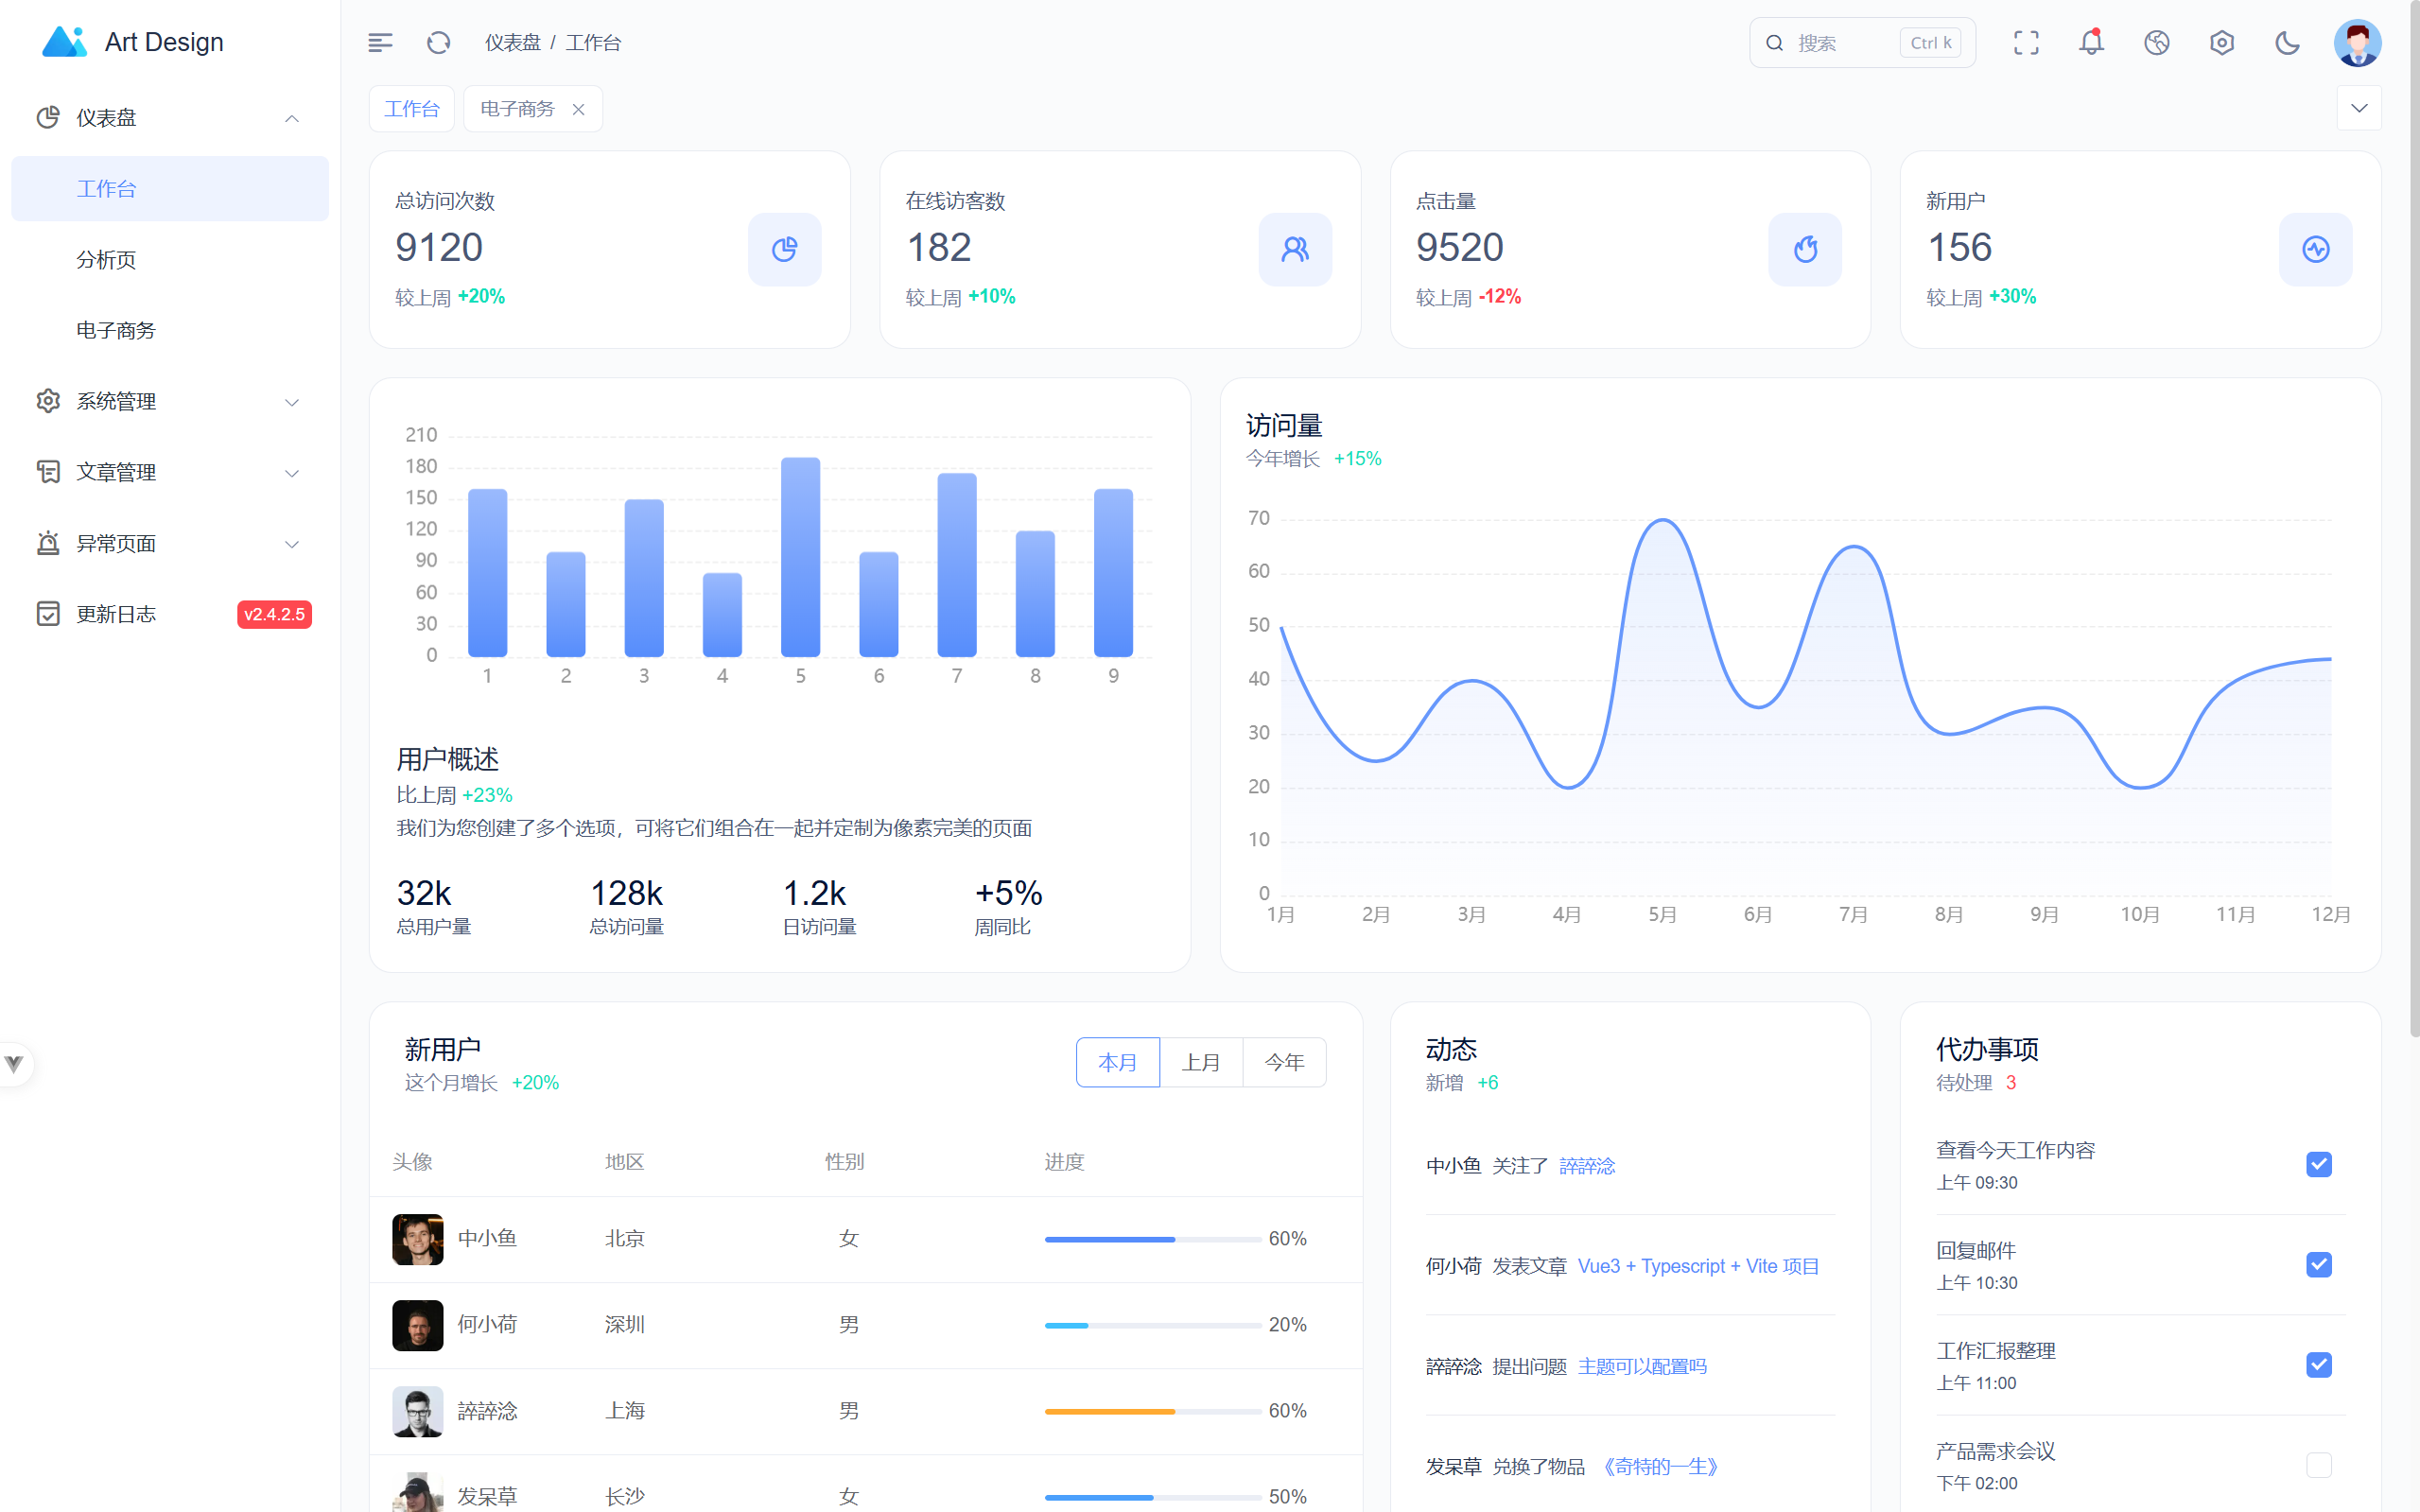 Art Design
仪表盘
工作台
分析页
电子商务
系统管理
文章管理
异常页面
更新日志 v2.4.2.5
仪表盘 / 工作台
搜索 Ctrl k
工作台 电子商务
总访问次数
9120
较上周 +20%
在线访客数
182
较上周 +10%
点击量
9520
较上周 -12%
新用户
156
较上周 +30%
210
180
150
120
90
60
30
0
1 2 3 4 5 6 7 8 9
用户概述
比上周 +23%
我们为您创建了多个选项，可将它们组合在一起并定制为像素完美的页面
32k 128k 1.2k +5%
总用户量 总访问量 日访问量 周同比
访问量
今年增长 +15%
70
60
50
40
30
20
10
0
1月 2月 3月 4月 5月 6月 7月 8月 9月 10月 11月 12月
新用户
这个月增长 +20%
本月 上月 今年
头像 地区 性别 进度
中小鱼 北京 女 60%
何小荷 深圳 男 20%
誶誶淰 上海 男 60%
发呆草 长沙 女 50%
动态
新增 +6
中小鱼 关注了 誶誶淰
何小荷 发表文章 Vue3 + Typescript + Vite 项目
誶誶淰 提出问题 主题可以配置吗
发呆草 兑换了物品 《奇特的一生》
代办事项
待处理 3
查看今天工作内容
上午 09:30
回复邮件
上午 10:30
工作汇报整理
上午 11:00
产品需求会议
下午 02:00